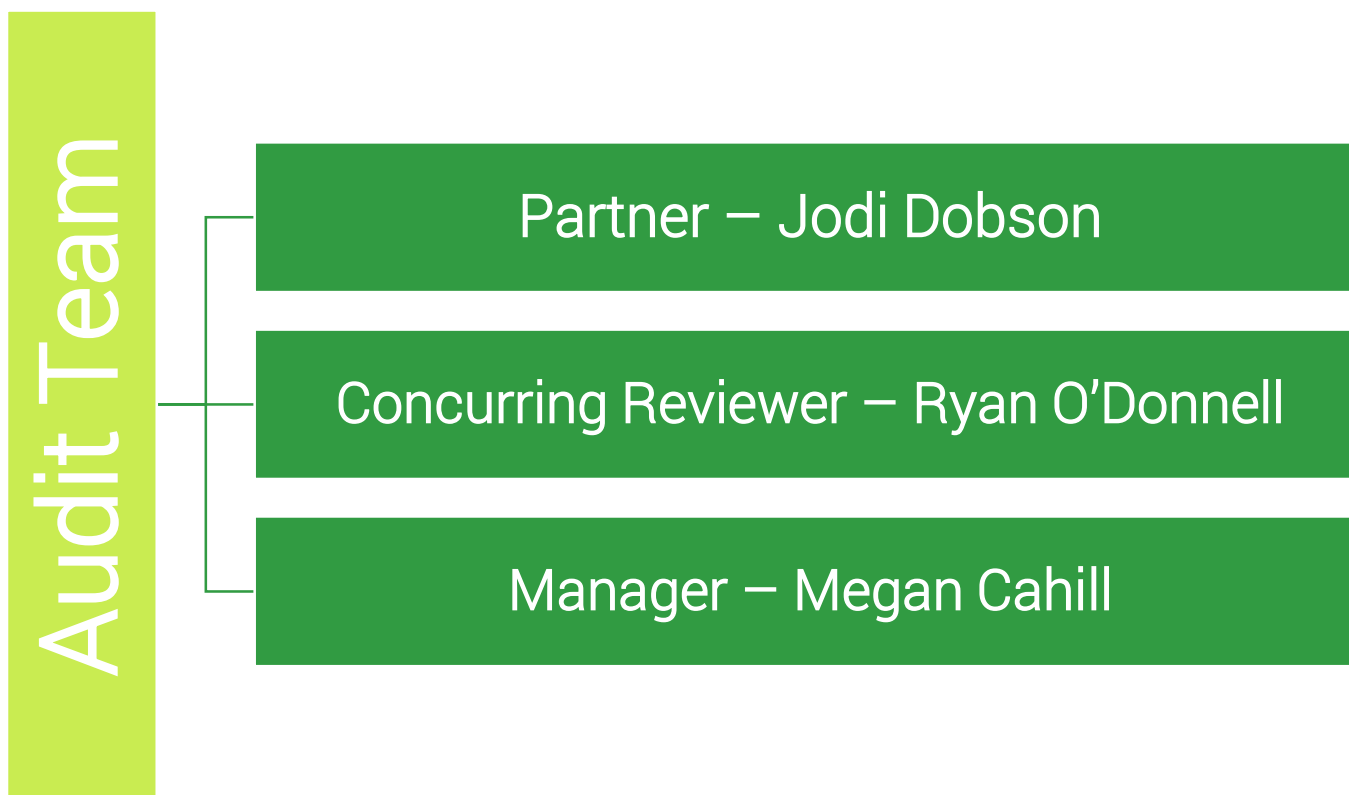 Audit Team
Partner – Jodi Dobson
Concurring Reviewer – Ryan O’Donnell
Manager – Megan Cahill